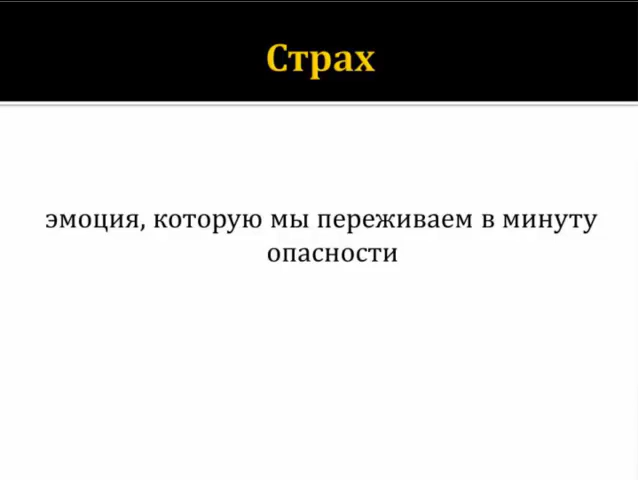 Страх
эмоция, которую мы переживаем в минуту
опасности